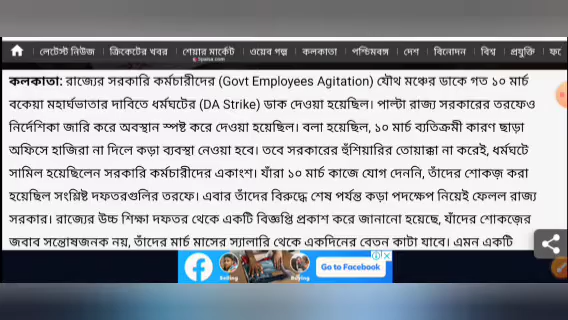 লেটেস্ট নিউজ ক্রিকেটের খবর শেয়ার মার্কেট ওয়েব গল্প কলকাতা পশ্চিমবঙ্গ দেশ বিনোদন বিশ্ব প্রযুক্তি
কলকাতা: রাজ্যের সরকারি কর্মচারীদের (Govt Employees Agitation) যৌথ মঞ্চের ডাকে গত ১০ মার্চ
বকেয়া মহার্ঘভাতার দাবিতে ধর্মঘটের (DA Strike) ডাক দেওয়া হয়েছিল। পাল্টা রাজ্য সরকারের তরফেও
নির্দেশিকা জারি করে অবস্থান স্পষ্ট করে দেওয়া হয়েছিল। বলা হয়েছিল, ১০ মার্চ ব্যতিক্রমী কারণ ছাড়া
অফিসে হাজিরা না দিলে কড়া ব্যবস্থা নেওয়া হবে। তবে সরকারের হুঁশিয়ারির তোয়াক্কা না করেই, ধর্মঘটে
সামিল হয়েছিলেন সরকারি কর্মচারীদের একাংশ। যাঁরা ১০ মার্চ কাজে যোগ দেননি, তাঁদের শোকজ় করা
হয়েছিল সংশ্লিষ্ট দফতরগুলির তরফে। এবার তাঁদের বিরুদ্ধে শেষ পর্যন্ত কড়া পদক্ষেপ নিয়েই ফেলল রাজ্য
সরকার। রাজ্যের উচ্চ শিক্ষা দফতর থেকে একটি বিজ্ঞপ্তি প্রকাশ করে জানানো হয়েছে, যাঁদের শোকজ়ের
জবাব সন্তোষজনক নয়, তাঁদের মার্চ মাসের স্যালারি থেকে একদিনের বেতন কাটা যাবে। এমন একটি
Selling Buying Go to Facebook